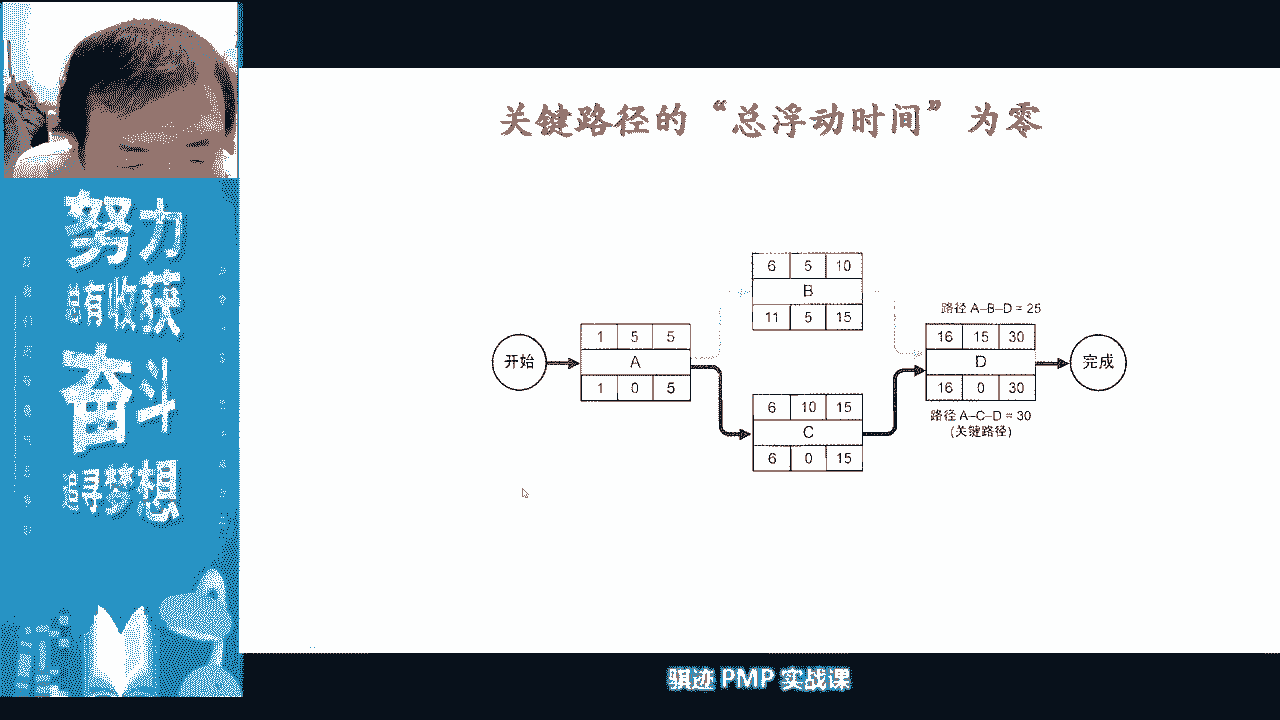 努力
总有收获
奋斗
追寻梦想
关键路径的“总浮动时间”为零
开始
1 5 5
A
1 0 5
6 5 10
B
11 5 15
6 10 15
C
6 0 15
路径 A–B–D = 25
16 15 30
D
16 0 30
路径 A–C–D = 30
(关键路径)
完成
骐迹 PMP 实战课